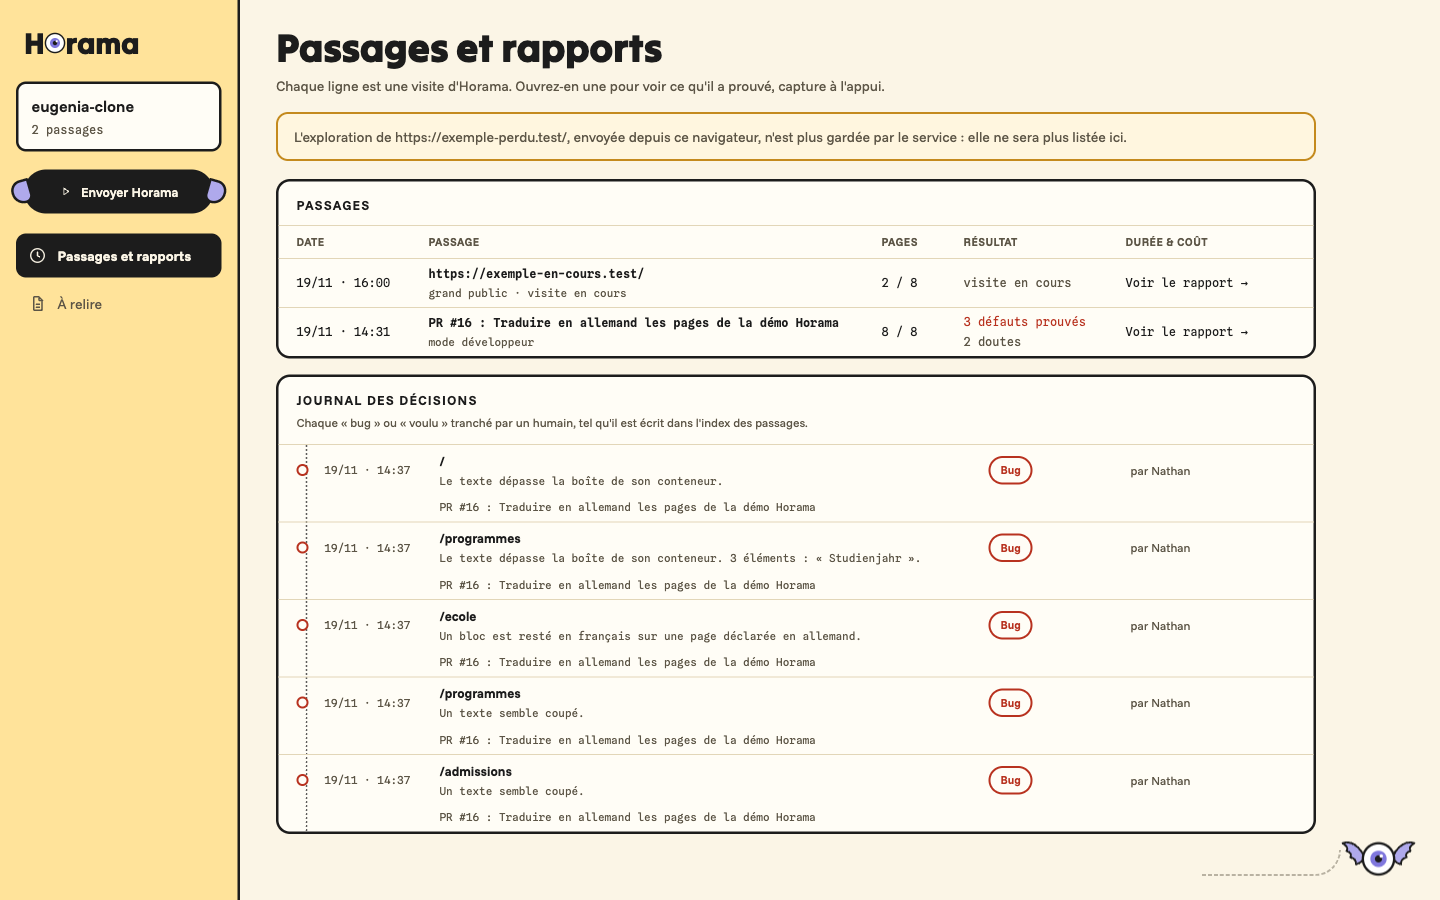 Horama
eugenia-clone
2 passages
Envoyer Horama
Passages et rapports
À relire
Passages et rapports
Chaque ligne est une visite d'Horama. Ouvrez-en une pour voir ce qu'il a prouvé, capture à l'appui.
L'exploration de https://exemple-perdu.test/, envoyée depuis ce navigateur, n'est plus gardée par le service : elle ne sera plus listée ici.
PASSAGES
DATE PASSAGE PAGES RÉSULTAT DURÉE & COÛT
19/11 · 16:00 https://exemple-en-cours.test/ 2 / 8 visite en cours Voir le rapport →
grand public · visite en cours
19/11 · 14:31 PR #16 : Traduire en allemand les pages de la démo Horama 8 / 8 3 défauts prouvés Voir le rapport →
mode développeur 2 doutes
JOURNAL DES DÉCISIONS
Chaque « bug » ou « voulu » tranché par un humain, tel qu'il est écrit dans l'index des passages.
19/11 · 14:37 / Bug par Nathan
Le texte dépasse la boîte de son conteneur.
PR #16 : Traduire en allemand les pages de la démo Horama
19/11 · 14:37 /programmes Bug par Nathan
Le texte dépasse la boîte de son conteneur. 3 éléments : « Studienjahr ».
PR #16 : Traduire en allemand les pages de la démo Horama
19/11 · 14:37 /ecole Bug par Nathan
Un bloc est resté en français sur une page déclarée en allemand.
PR #16 : Traduire en allemand les pages de la démo Horama
19/11 · 14:37 /programmes Bug par Nathan
Un texte semble coupé.
PR #16 : Traduire en allemand les pages de la démo Horama
19/11 · 14:37 /admissions Bug par Nathan
Un texte semble coupé.
PR #16 : Traduire en allemand les pages de la démo Horama